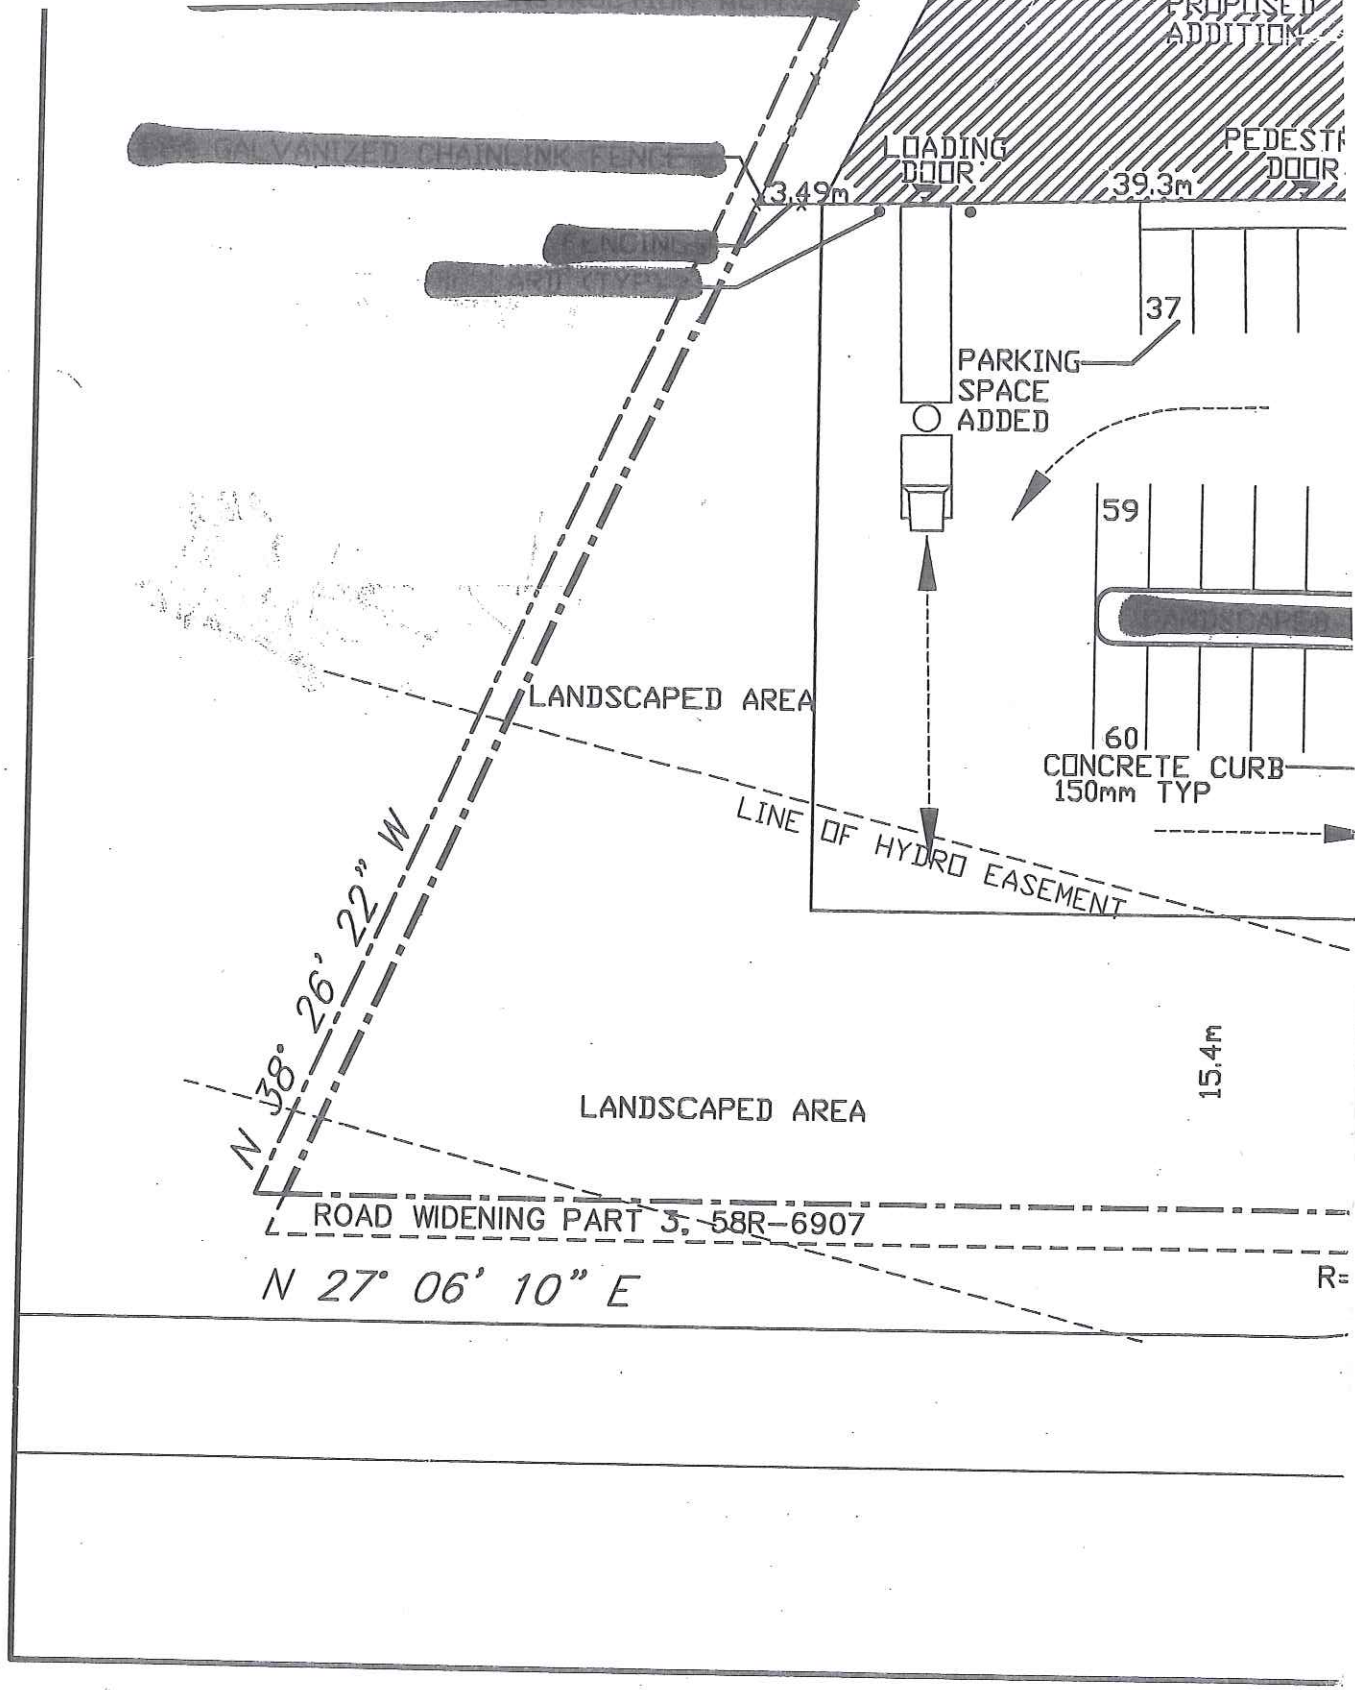 PROPOSED
ADDITION
GALVANIZED CHAINLINK FENCE
LOADING
DOOR
PEDESTR
DOOR
3.49m
39.3m
FENCING
(TYP)
37
PARKING
SPACE
ADDED
59
LANDSCAPED
LANDSCAPED AREA
60
CONCRETE CURB
150mm TYP
LINE OF HYDRO EASEMENT
N 38° 26' 22" W
15.4m
LANDSCAPED AREA
ROAD WIDENING PART 3, 58R-6907
N 27° 06' 10" E
R=